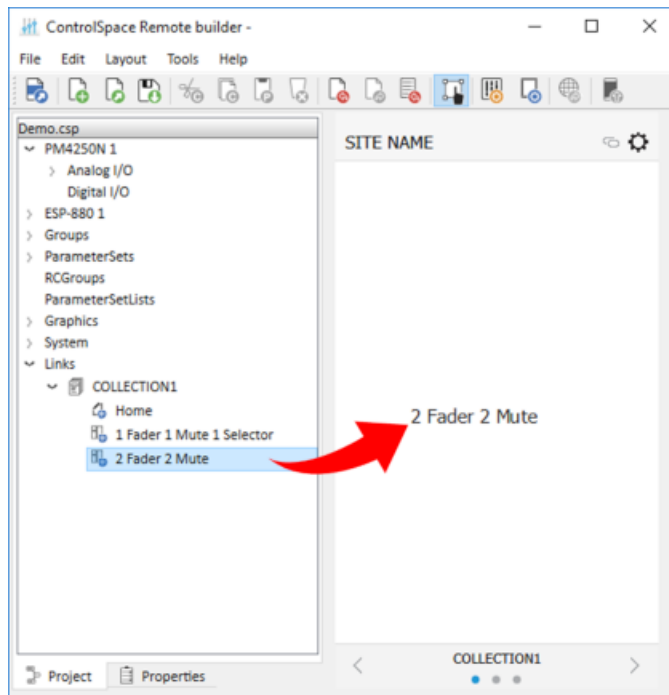 ControlSpace Remote builder -
File Edit Layout Tools Help
Demo.csp
PM4250N 1
Analog I/O
Digital I/O
ESP-880 1
Groups
ParameterSets
RCGroups
ParameterSetLists
Graphics
System
Links
COLLECTION1
Home
1 Fader 1 Mute 1 Selector
2 Fader 2 Mute
Project Properties
SITE NAME
2 Fader 2 Mute
COLLECTION1